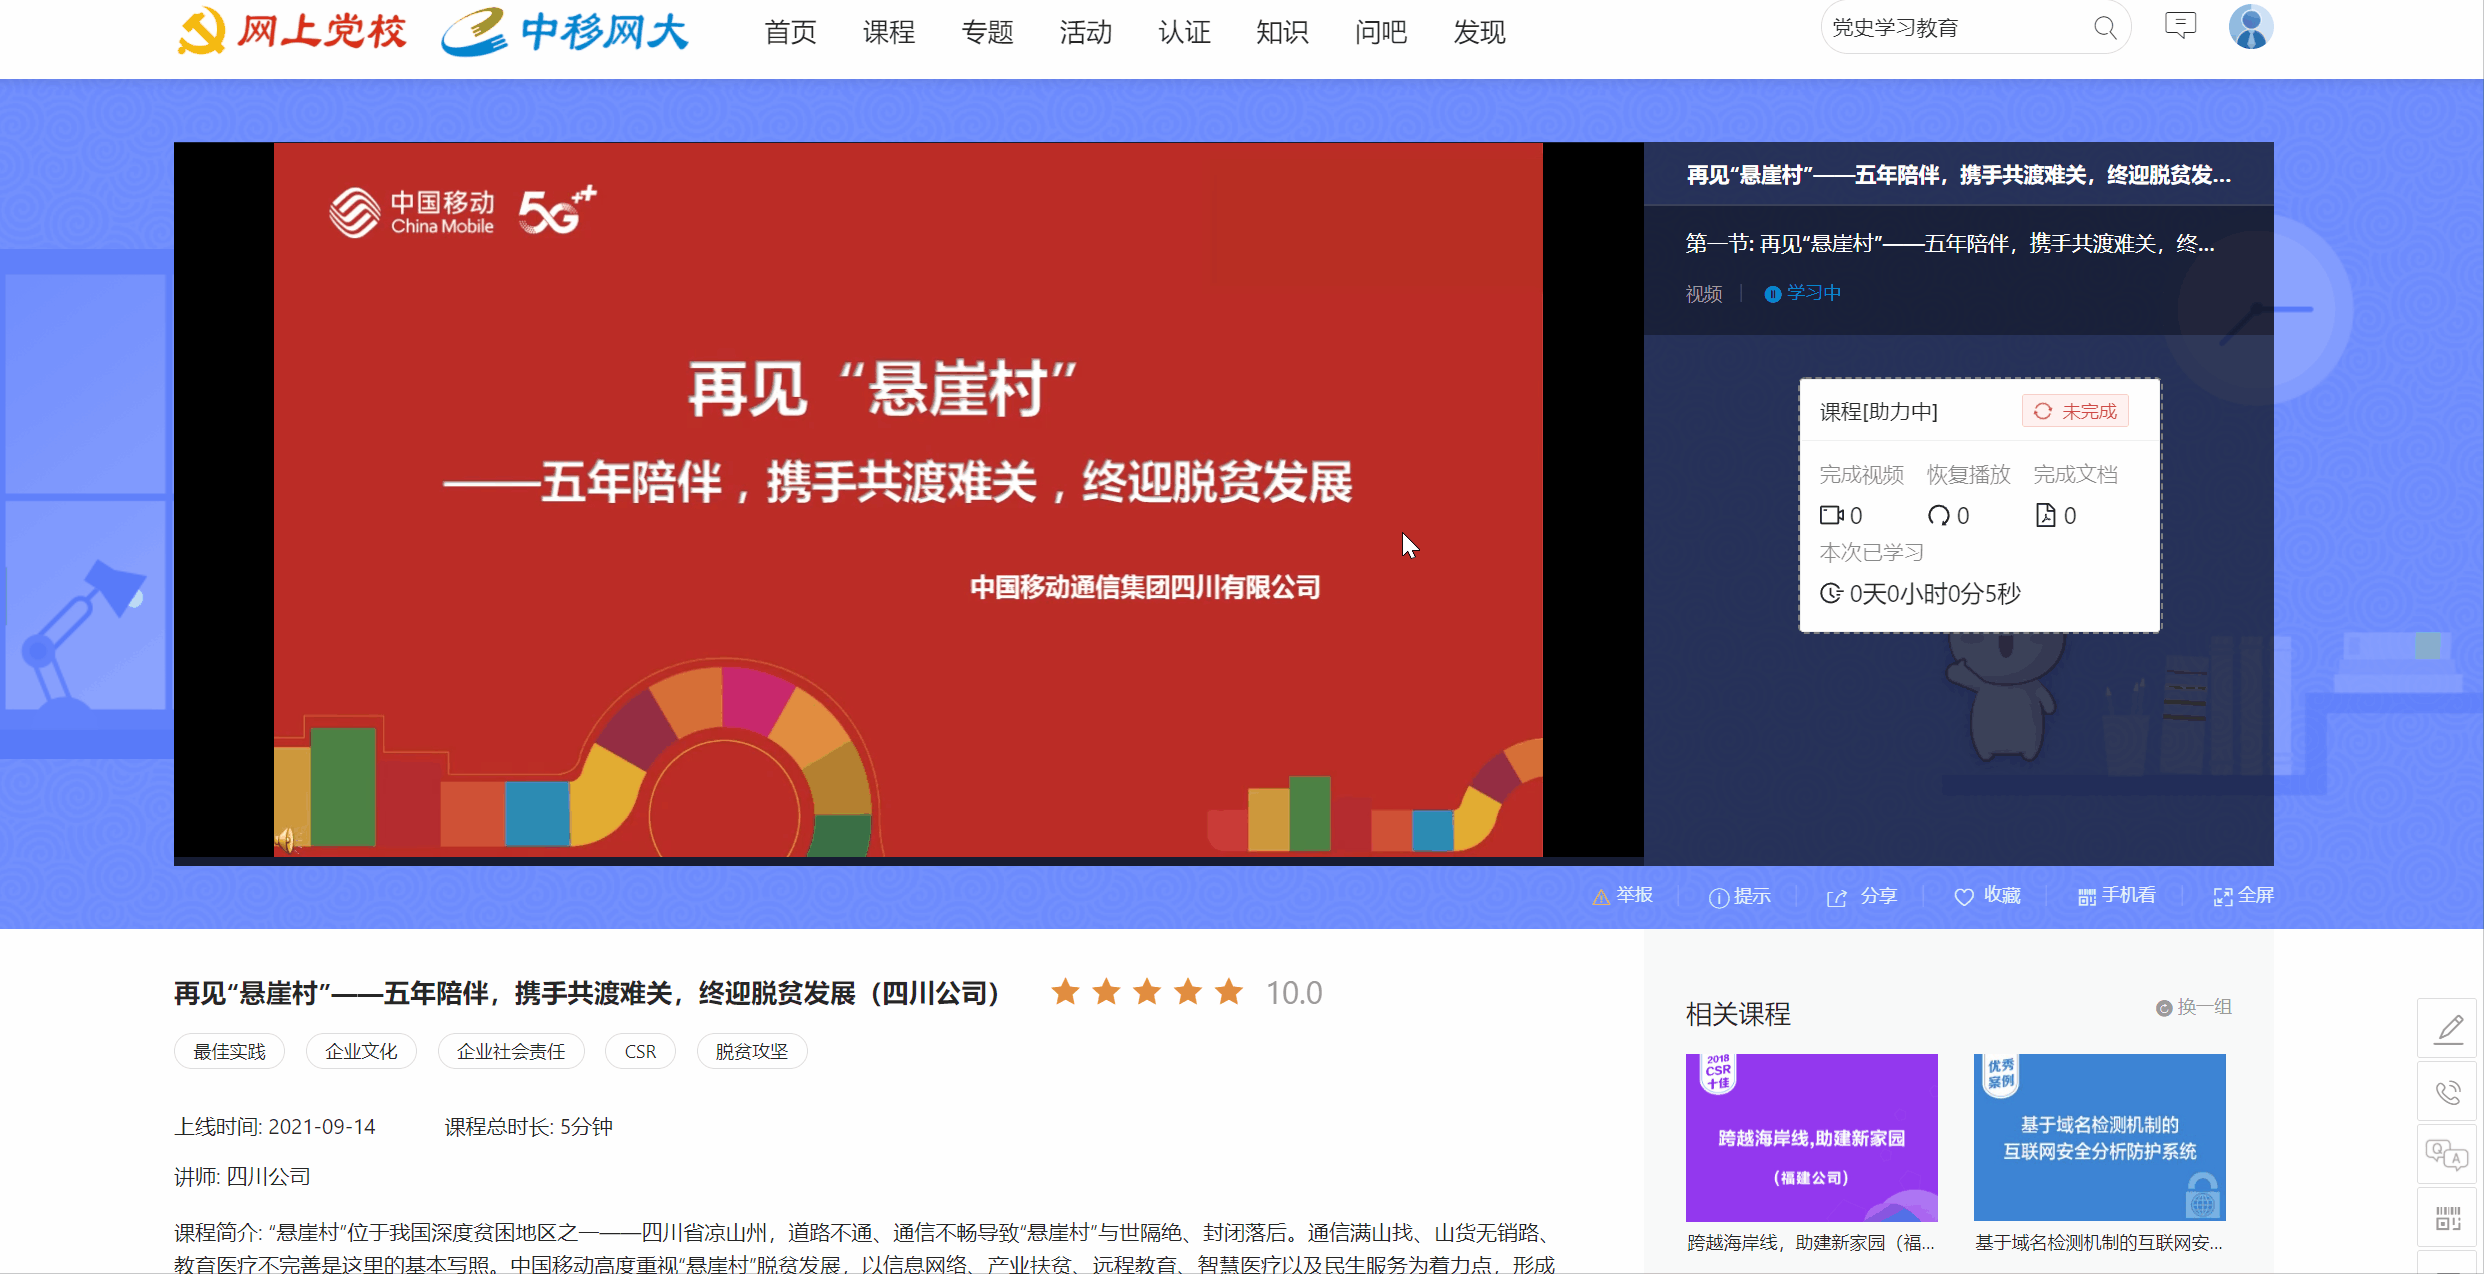 网上党校 中移网大 首页 课程 专题 活动 认证 知识 问吧 发现 党史学习教育
中国移动 China Mobile 5G++
再见“悬崖村”
——五年陪伴，携手共渡难关，终迎脱贫发展
中国移动通信集团四川有限公司
再见“悬崖村”——五年陪伴，携手共渡难关，终迎脱贫发...
第一节: 再见“悬崖村”——五年陪伴，携手共渡难关，终...
视频 学习中
课程[助力中] 未完成
完成视频 恢复播放 完成文档
0 0 0
本次已学习
0天0小时0分5秒
举报 提示 分享 收藏 手机看 全屏
再见“悬崖村”——五年陪伴，携手共渡难关，终迎脱贫发展（四川公司） 10.0
最佳实践 企业文化 企业社会责任 CSR 脱贫攻坚
上线时间: 2021-09-14 课程总时长: 5分钟
讲师: 四川公司
课程简介: “悬崖村”位于我国深度贫困地区之一——四川省凉山州，道路不通、通信不畅导致“悬崖村”与世隔绝、封闭落后。通信满山找、山货无销路、
教育医疗不完善是这里的基本写照。中国移动高度重视“悬崖村”脱贫发展，以信息网络、产业扶贫、远程教育、智慧医疗以及民生服务为着力点，形成
相关课程 换一组
2018
CSR
十佳
跨越海岸线,助建新家园
(福建公司)
跨越海岸线，助建新家园（福...
优秀
案例
基于域名检测机制的
互联网安全分析防护系统
基于域名检测机制的互联网安...
Q A